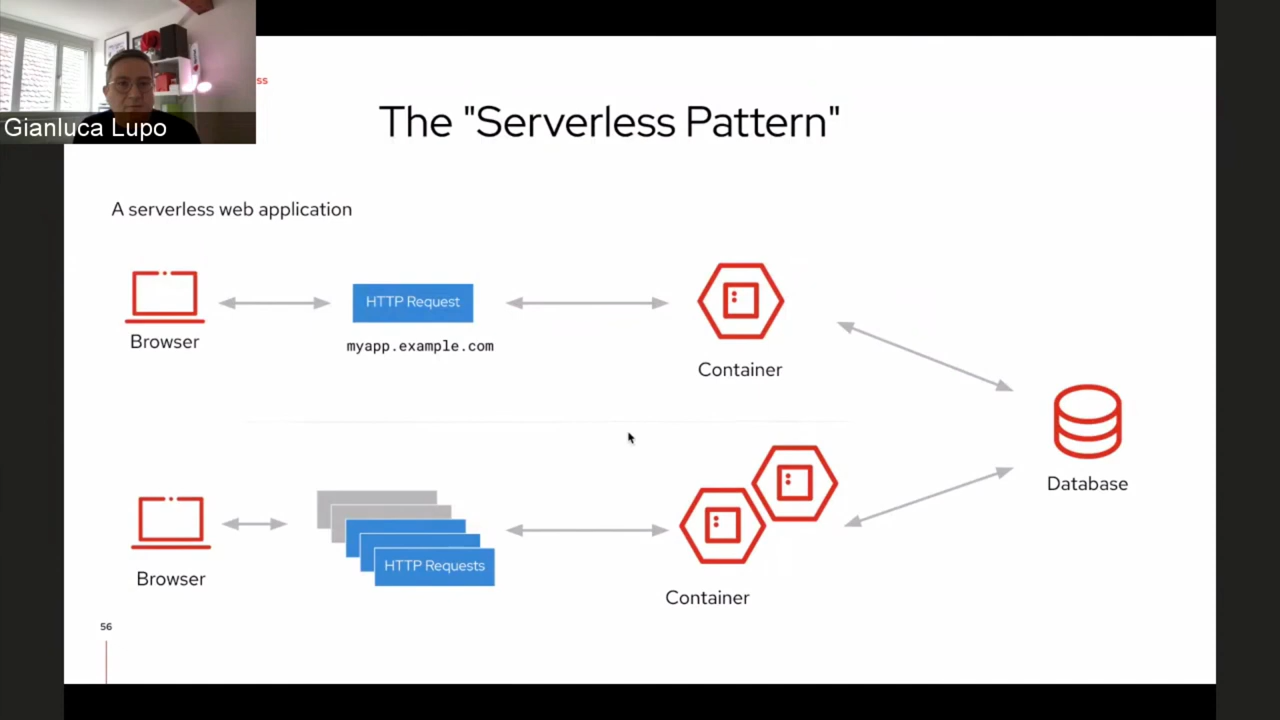 Gianluca Lupo
ss
The "Serverless Pattern"
A serverless web application
HTTP Request
Browser
myapp.example.com
Container
Database
HTTP Requests
Browser
Container
56